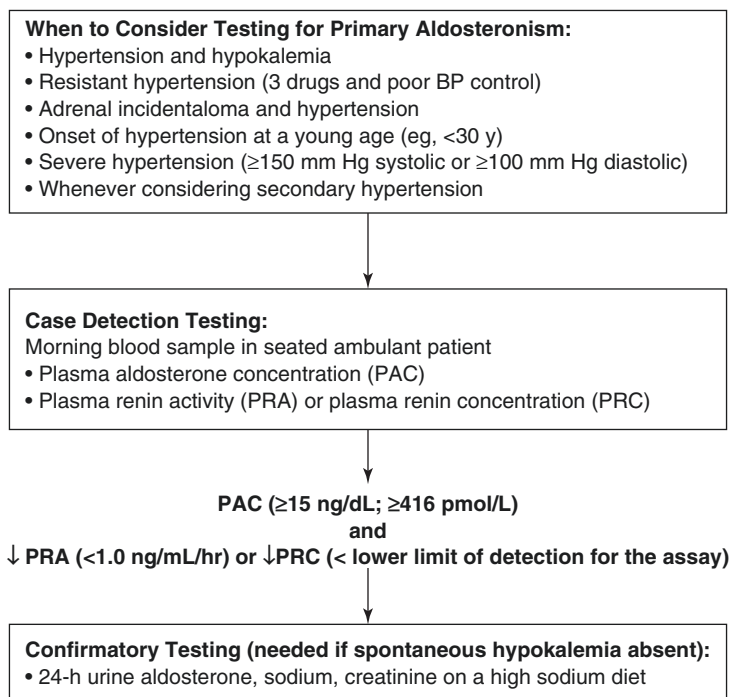 When to Consider Testing for Primary Aldosteronism:
• Hypertension and hypokalemia
• Resistant hypertension (3 drugs and poor BP control)
• Adrenal incidentaloma and hypertension
• Onset of hypertension at a young age (eg, <30 y)
• Severe hypertension (≥150 mm Hg systolic or ≥100 mm Hg diastolic)
• Whenever considering secondary hypertension
Case Detection Testing:
Morning blood sample in seated ambulant patient
• Plasma aldosterone concentration (PAC)
• Plasma renin activity (PRA) or plasma renin concentration (PRC)
PAC (≥15 ng/dL; ≥416 pmol/L)
and
↓ PRA (<1.0 ng/mL/hr) or ↓PRC (< lower limit of detection for the assay)
Confirmatory Testing (needed if spontaneous hypokalemia absent):
• 24-h urine aldosterone, sodium, creatinine on a high sodium diet